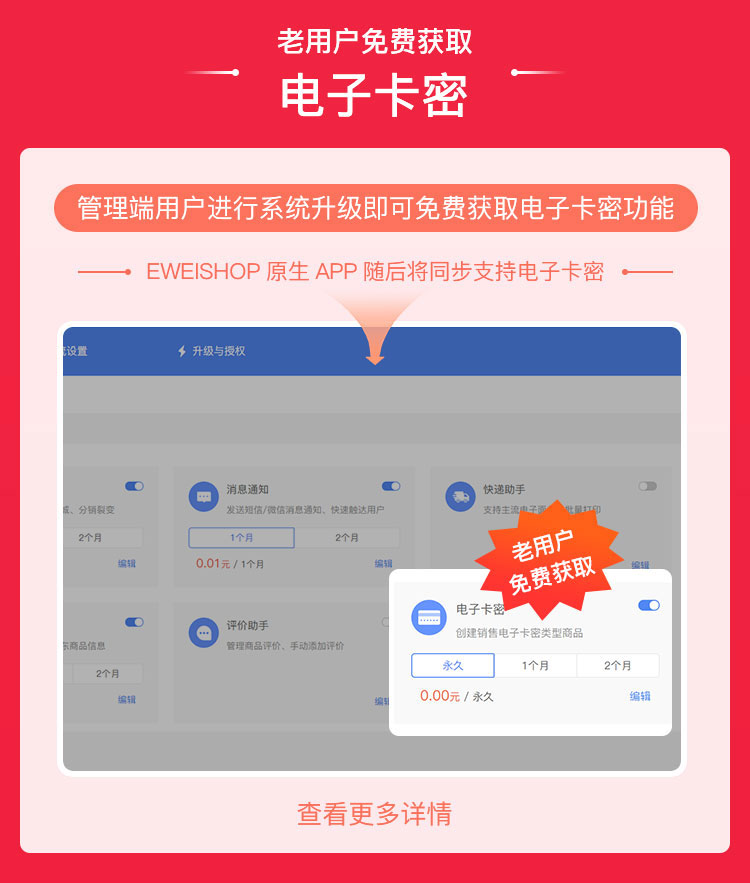 老用户免费获取
电子卡密
管理端用户进行系统升级即可免费获取电子卡密功能
EWEISHOP 原生 APP 随后将同步支持电子卡密
设置
升级与授权
消息通知
快递助手
、分销裂变
发送短信/微信消息通知、快速触达用户
支持主流电子面
批量打印
2个月
1个月
2个月
编辑
0.01元 / 1个月
编辑
编辑
老用户
免费获取
评价助手
商品信息
管理商品评价、手动添加评价
2个月
编辑
编辑
电子卡密
创建销售电子卡密类型商品
永久
1个月
2个月
0.00元 / 永久
编辑
查看更多详情